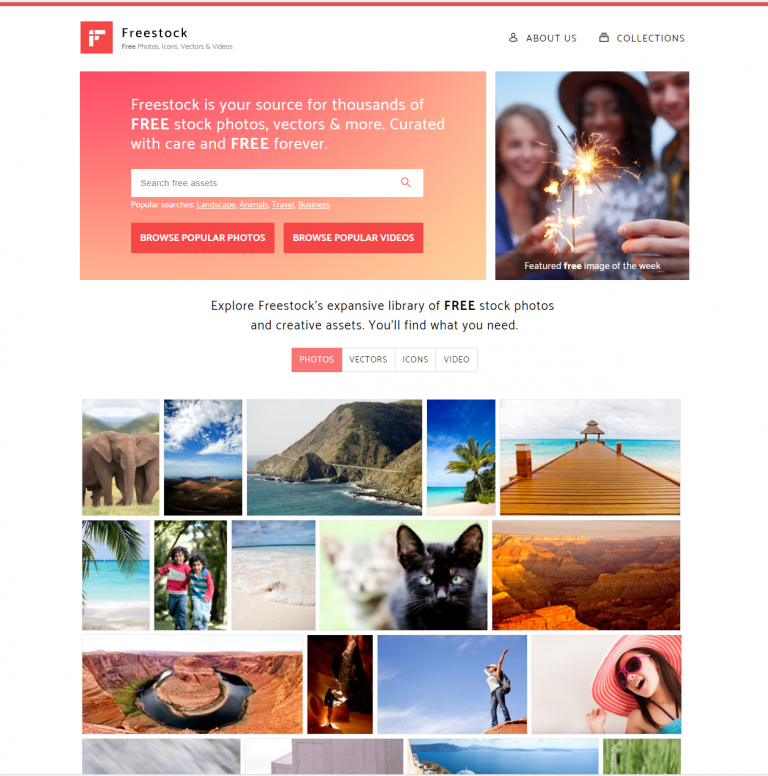 Freestock
Free Photos, Icons, Vectors & Videos
ABOUT US
COLLECTIONS
Freestock is your source for thousands of
FREE stock photos, vectors & more. Curated
with care and FREE forever.
Search free assets
Popular searches: Landscape, Animals, Travel, Business
BROWSE POPULAR PHOTOS
BROWSE POPULAR VIDEOS
Featured free image of the week
Explore Freestock's expansive library of FREE stock photos
and creative assets. You'll find what you need.
PHOTOS
VECTORS
ICONS
VIDEO